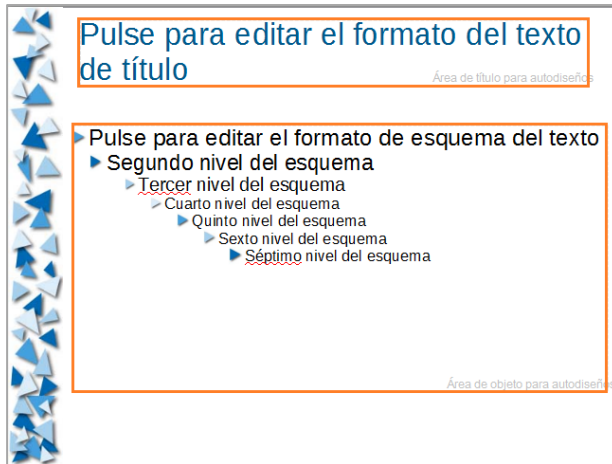 Pulse para editar el formato del texto
de título
Área de título para autodiseños
Pulse para editar el formato de esquema del texto
Segundo nivel del esquema
Tercer nivel del esquema
Cuarto nivel del esquema
Quinto nivel del esquema
Sexto nivel del esquema
Séptimo nivel del esquema
Área de objeto para autodiseños